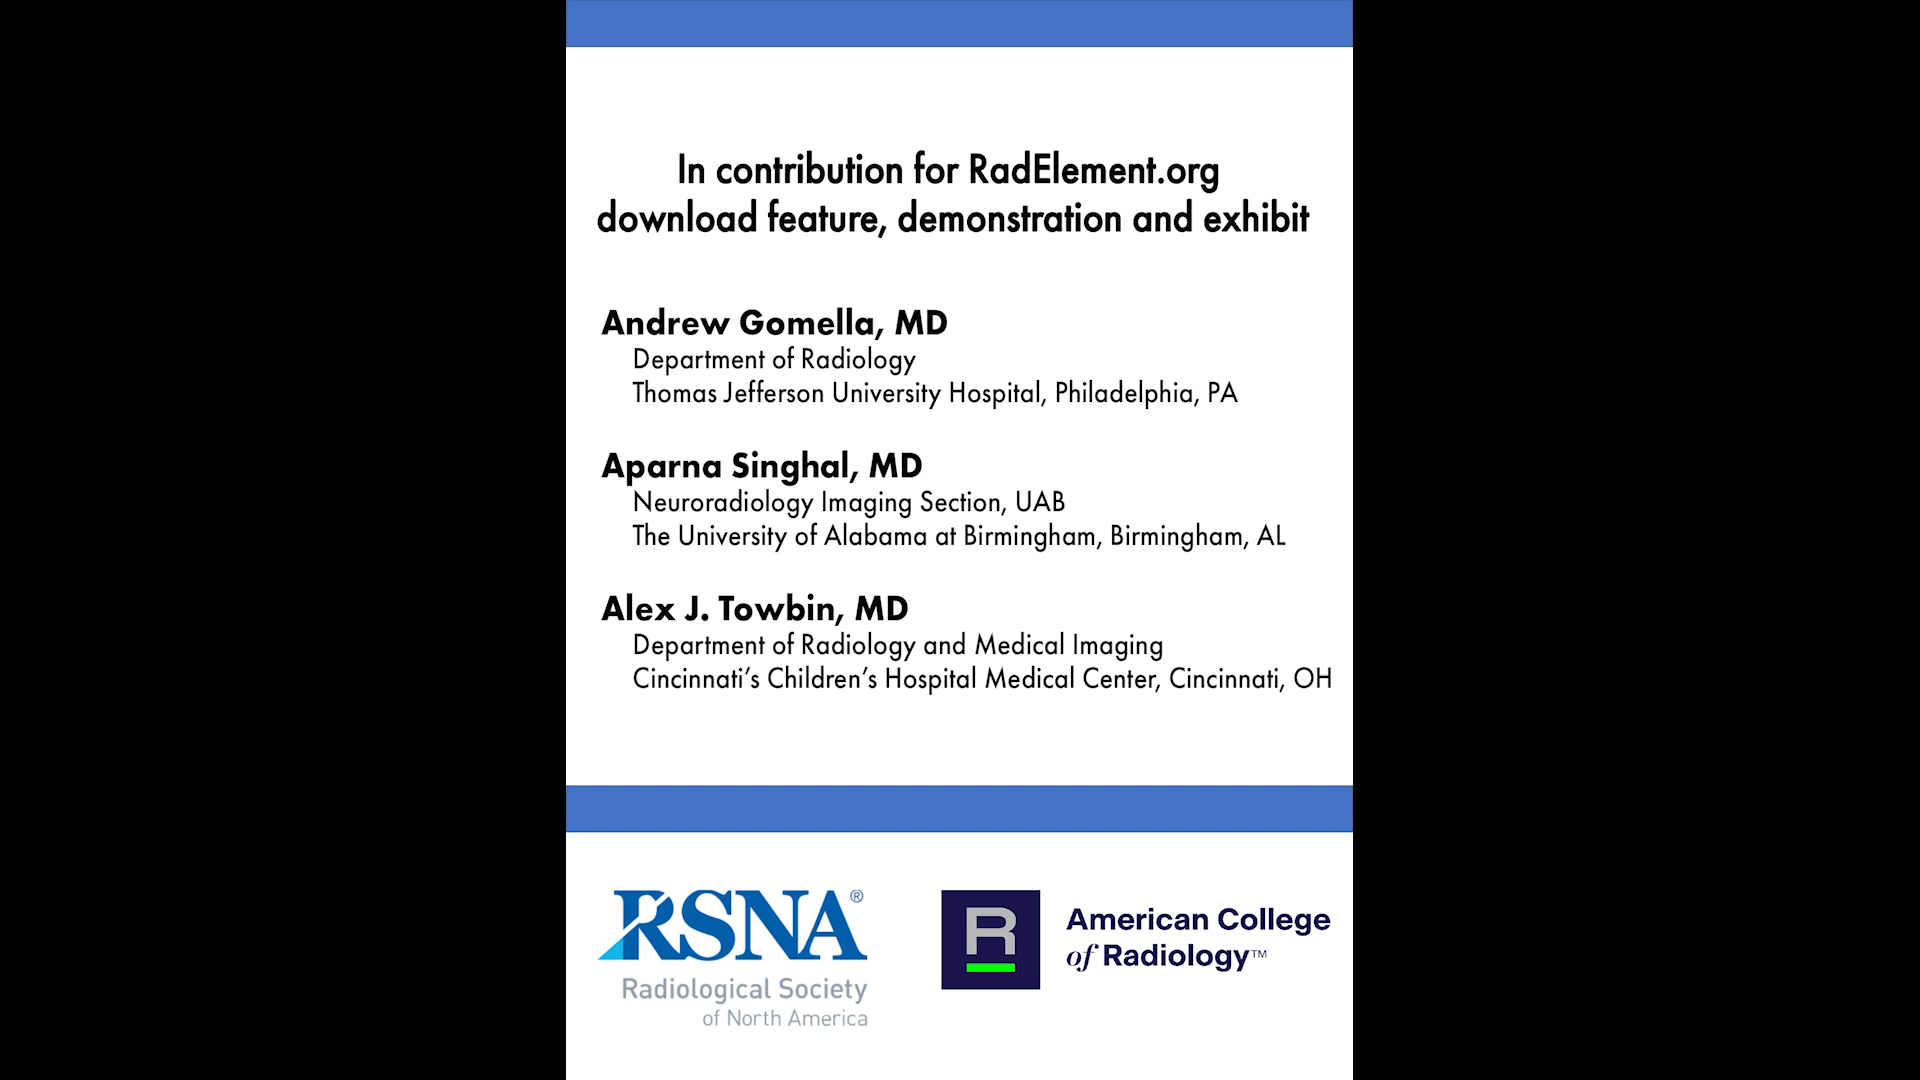 In contribution for RadElement.org
download feature, demonstration and exhibit
Andrew Gomella, MD
Department of Radiology
Thomas Jefferson University Hospital, Philadelphia, PA
Aparna Singhal, MD
Neuroradiology Imaging Section, UAB
The University of Alabama at Birmingham, Birmingham, AL
Alex J. Towbin, MD
Department of Radiology and Medical Imaging
Cincinnati’s Children’s Hospital Medical Center, Cincinnati, OH
RSNA®
Radiological Society
of North America
R
American College
of Radiology™